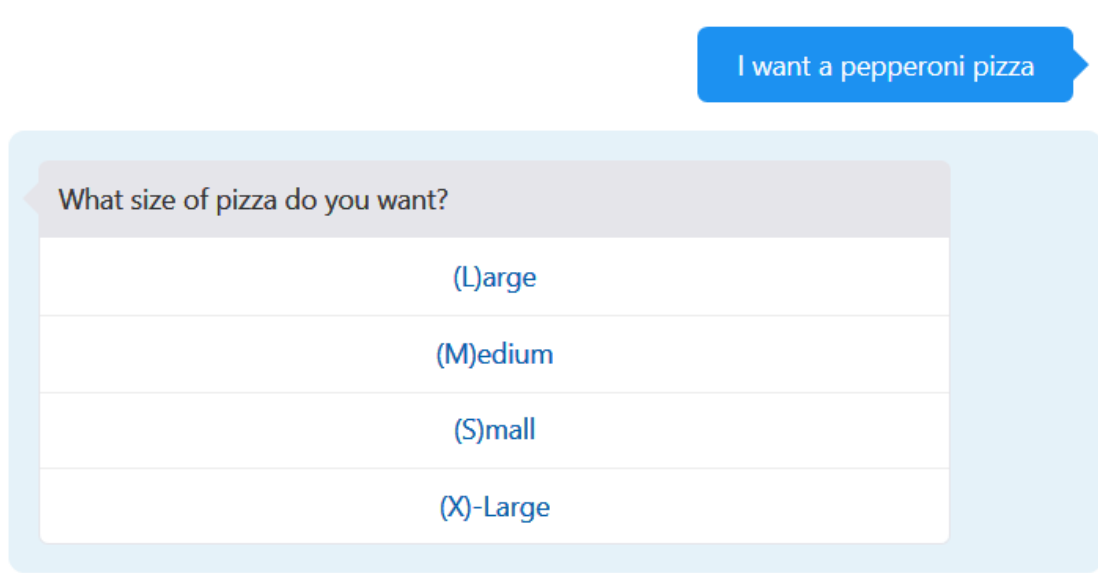 I want a pepperoni pizza
What size of pizza do you want?
(L)arge
(M)edium
(S)mall
(X)-Large